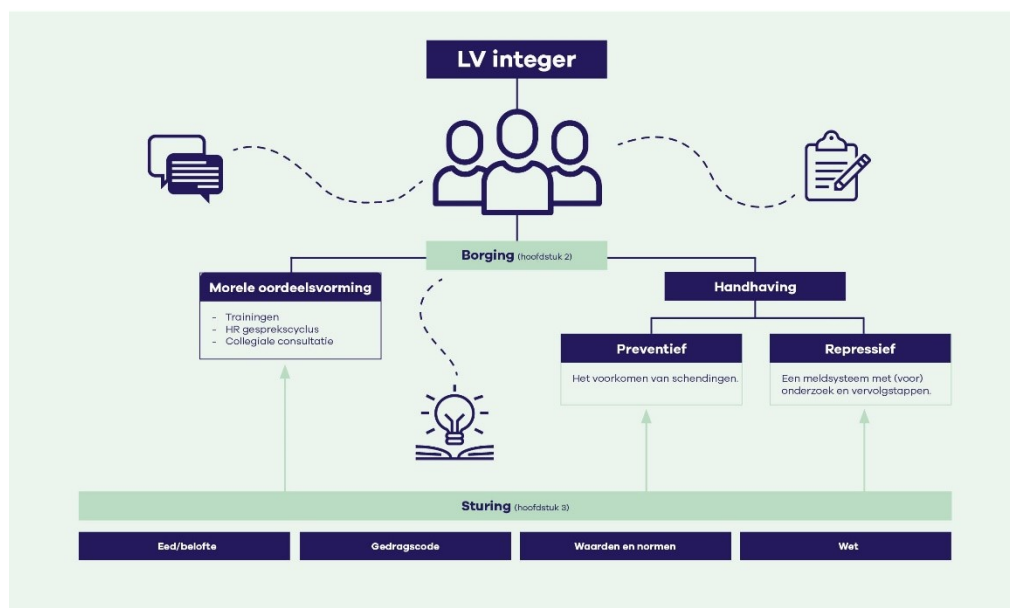 LV integer
Borging (hoofdstuk 2)
Morele oordeelsvorming
- Trainingen
- HR gesprekscyclus
- Collegiale consultatie
Handhaving
Preventief
Het voorkomen van schendingen.
Repressief
Een meldsysteem met (voor)
onderzoek en vervolgstappen.
Sturing (hoofdstuk 3)
Eed/belofte
Gedragscode
Waarden en normen
Wet